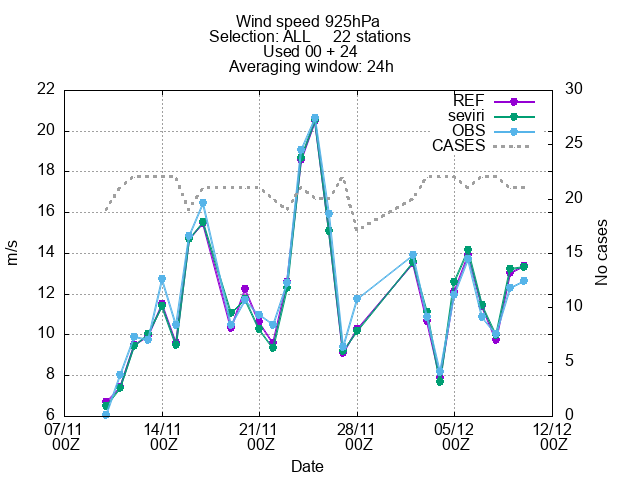 Wind speed 925hPa
Selection: ALL 22 stations
Used 00 + 24
Averaging window: 24h
22
20
18
16
14
12
10
8
6
m/s
30
25
20
15
10
5
0
No cases
REF
seviri
OBS
CASES
07/11 14/11 21/11 28/11 05/12 12/12
00Z 00Z 00Z 00Z 00Z 00Z
Date